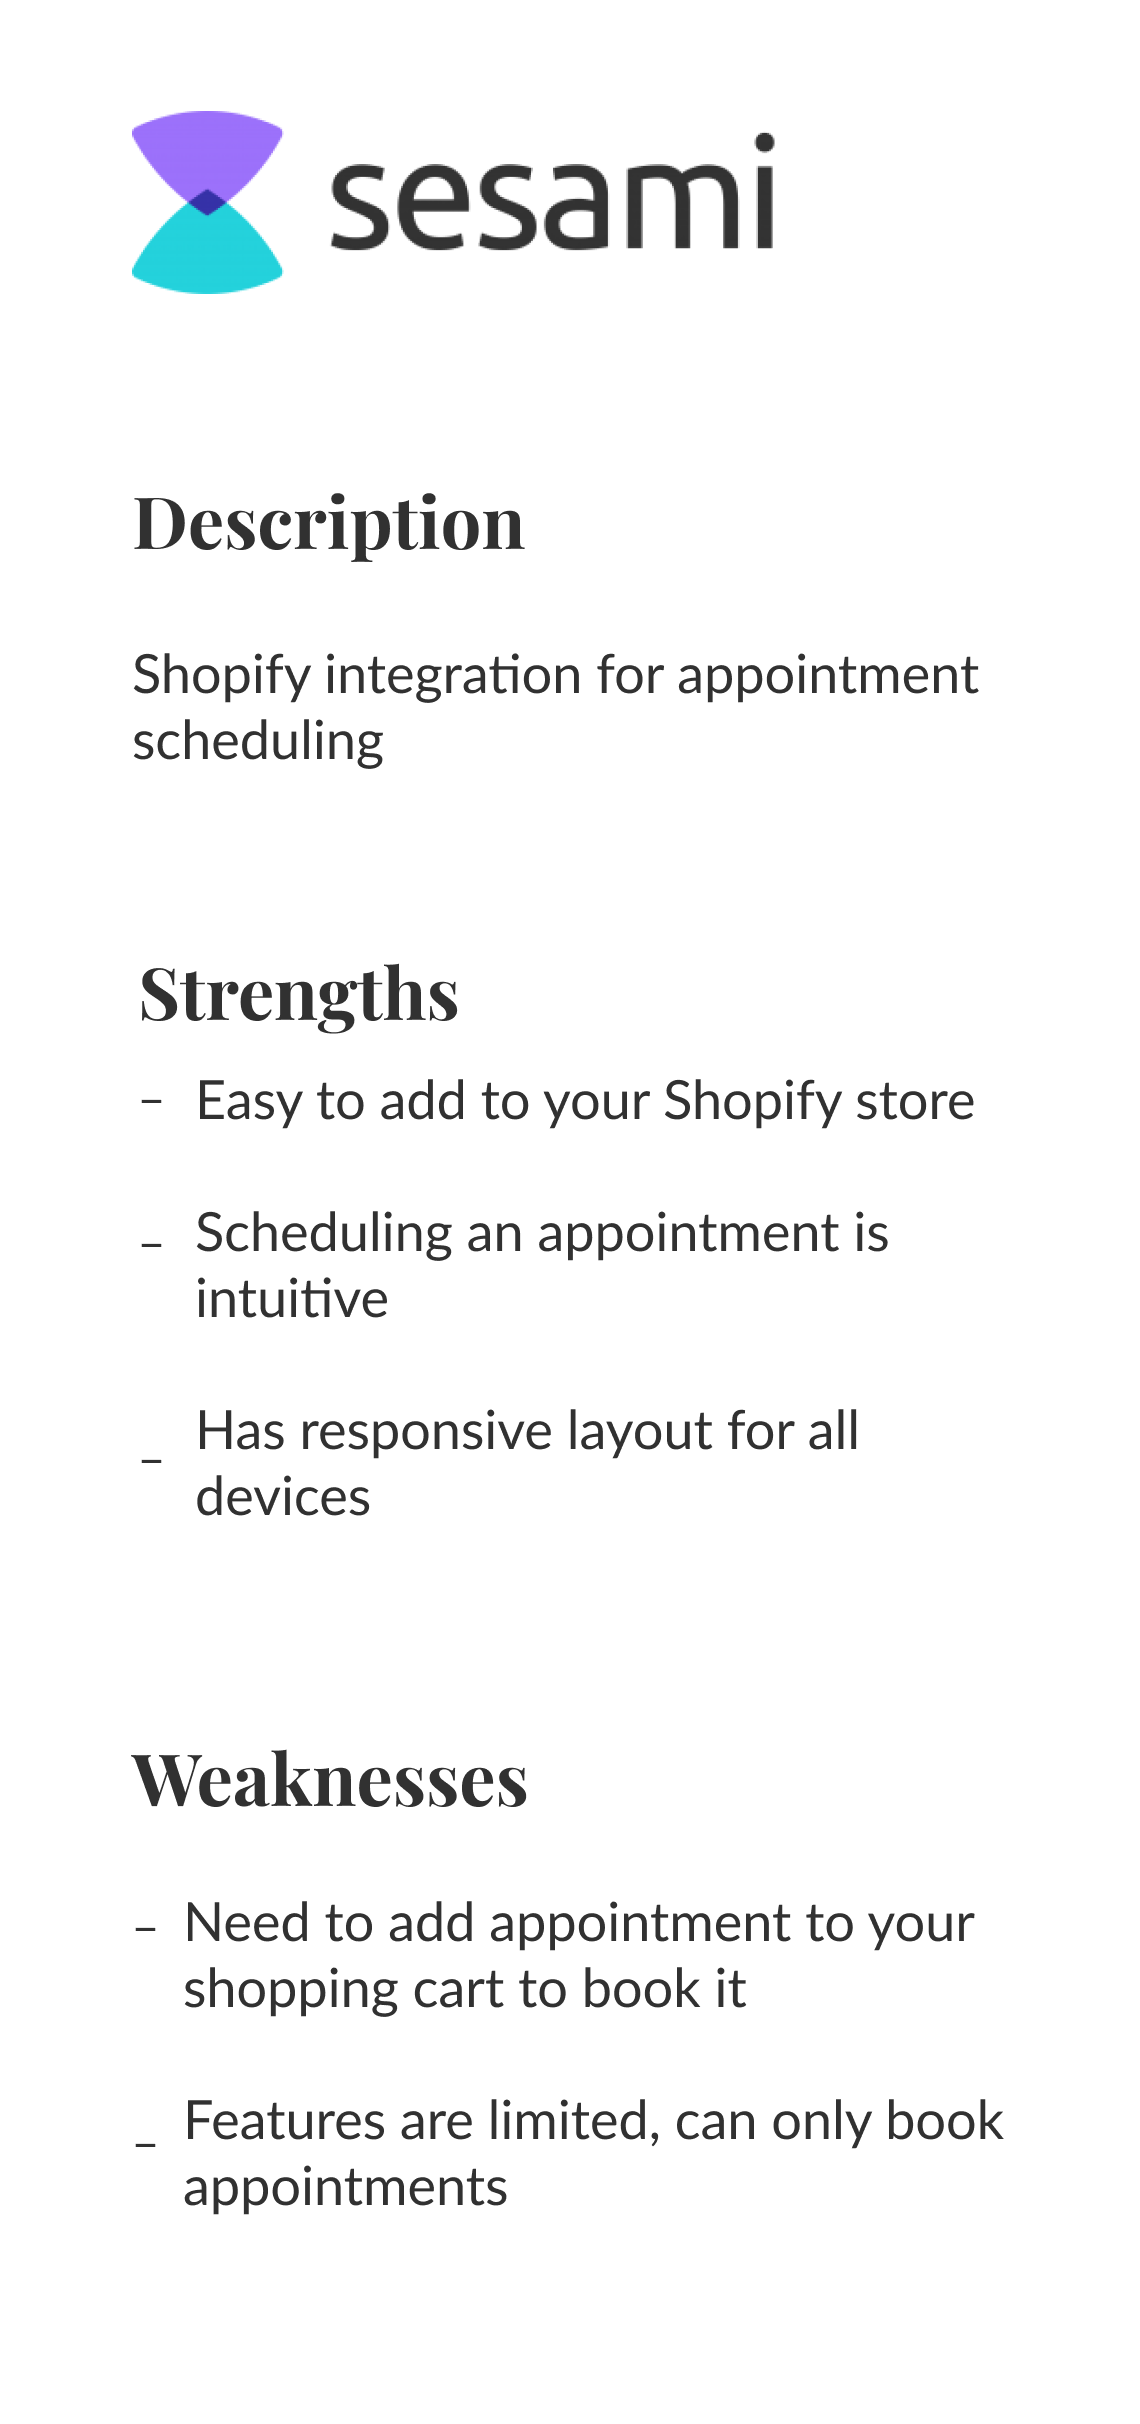 sesami
Description
Shopify integration for appointment
scheduling
Strengths
– Easy to add to your Shopify store
– Scheduling an appointment is
intuitive
– Has responsive layout for all
devices
Weaknesses
– Need to add appointment to your
shopping cart to book it
– Features are limited, can only book
appointments